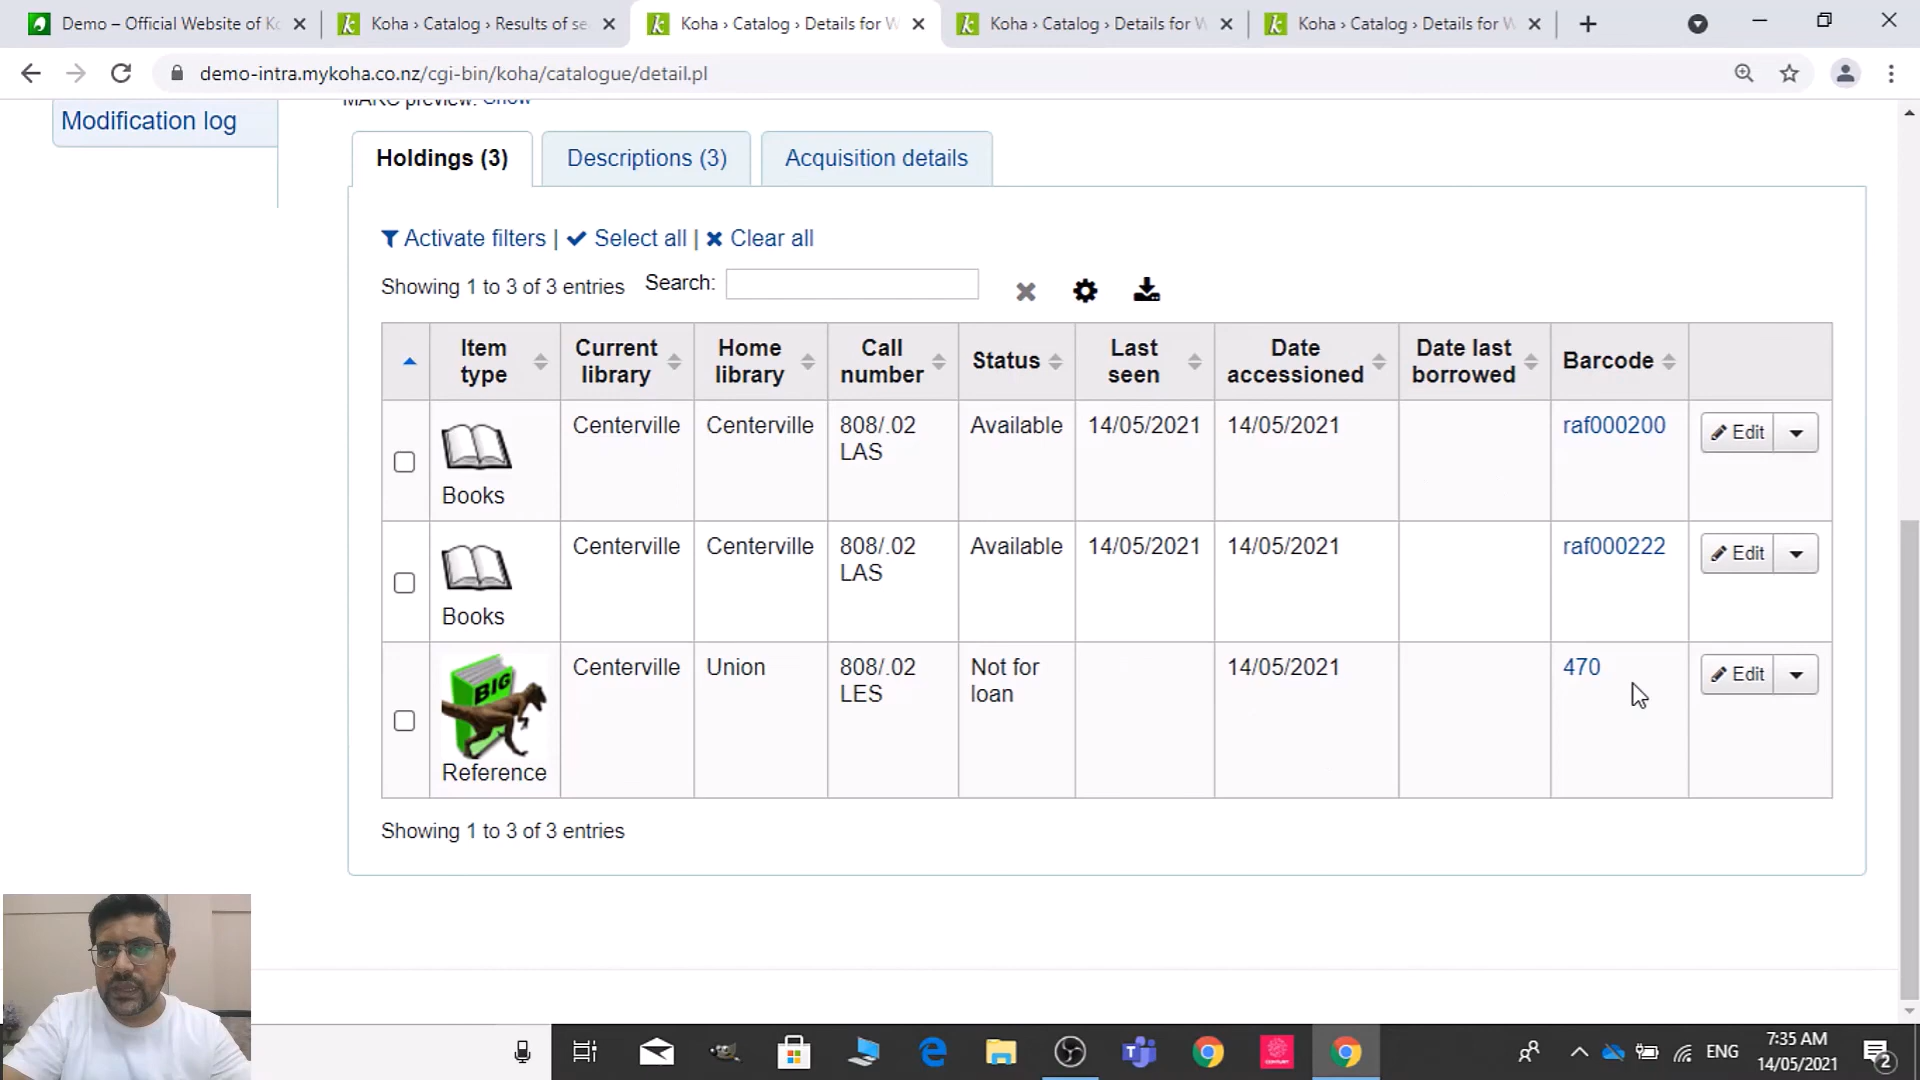 Demo – Official Website of Ko
Koha › Catalog › Results of se
Koha › Catalog › Details for W
Koha › Catalog › Details for W
Koha › Catalog › Details for W
demo-intra.mykoha.co.nz/cgi-bin/koha/catalogue/detail.pl
MARC preview: Show
Modification log
Holdings (3)
Descriptions (3)
Acquisition details
Activate filters | Select all | Clear all
Showing 1 to 3 of 3 entries Search:
Item type Current library Home library Call number Status Last seen Date accessioned Date last borrowed Barcode
Books Centerville Centerville 808/.02 LAS Available 14/05/2021 14/05/2021 raf000200 Edit
Books Centerville Centerville 808/.02 LAS Available 14/05/2021 14/05/2021 raf000222 Edit
BIG
Reference Centerville Union 808/.02 LES Not for loan 14/05/2021 470 Edit
Showing 1 to 3 of 3 entries
ENG
7:35 AM
14/05/2021
2